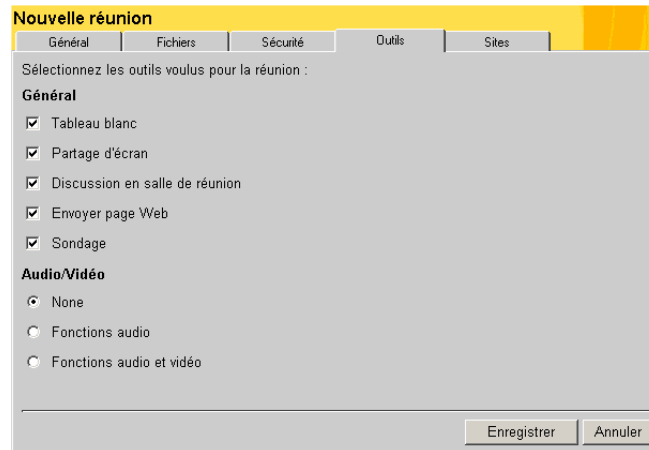 Nouvelle réunion
Général Fichiers Sécurité Outils Sites
Sélectionnez les outils voulus pour la réunion :
Général
Tableau blanc
Partage d'écran
Discussion en salle de réunion
Envoyer page Web
Sondage
Audio/Vidéo
None
Fonctions audio
Fonctions audio et vidéo
Enregistrer Annuler